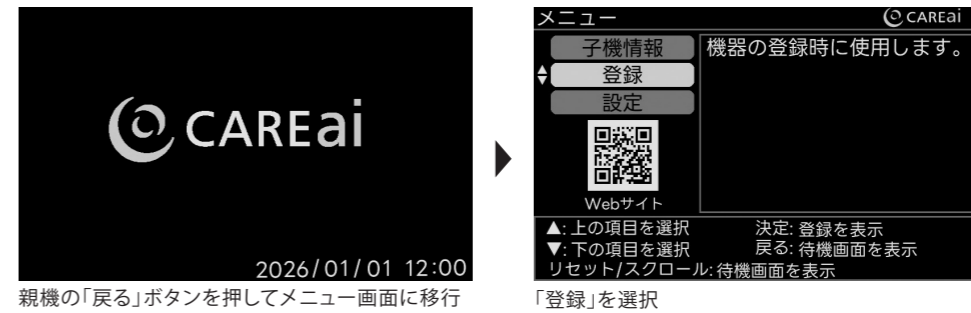 CAREai
2026/01/01 12:00
親機の「戻る」ボタンを押してメニュー画面に移行
メニュー
CAREai
子機情報
登録
設定
Webサイト
機器の登録時に使用します。
▲: 上の項目を選択 決定: 登録を表示
▼: 下の項目を選択 戻る: 待機画面を表示
リセット/スクロール: 待機画面を表示
「登録」を選択